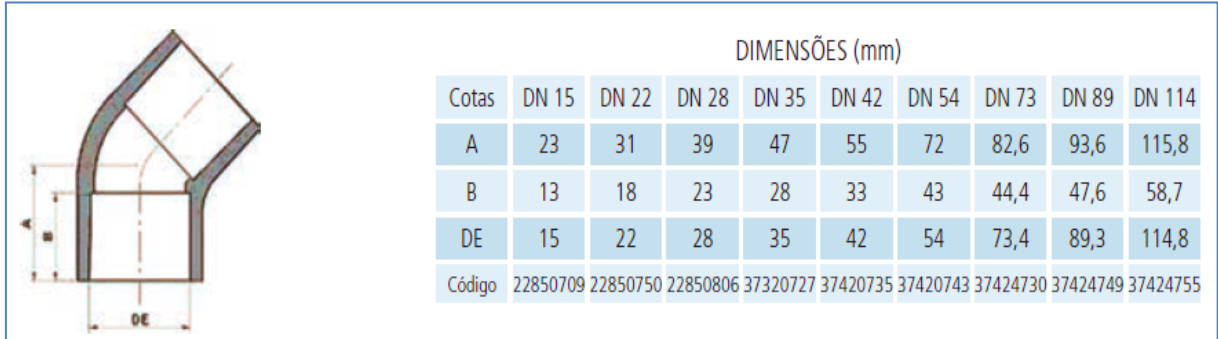 DIMENSÕES (mm)
Cotas DN 15 DN 22 DN 28 DN 35 DN 42 DN 54 DN 73 DN 89 DN 114
A 23 31 39 47 55 72 82,6 93,6 115,8
B 13 18 23 28 33 43 44,4 47,6 58,7
DE 15 22 28 35 42 54 73,4 89,3 114,8
Código 22850709 22850750 22850806 37320727 37420735 37420743 37424730 37424749 37424755
A
B
DE